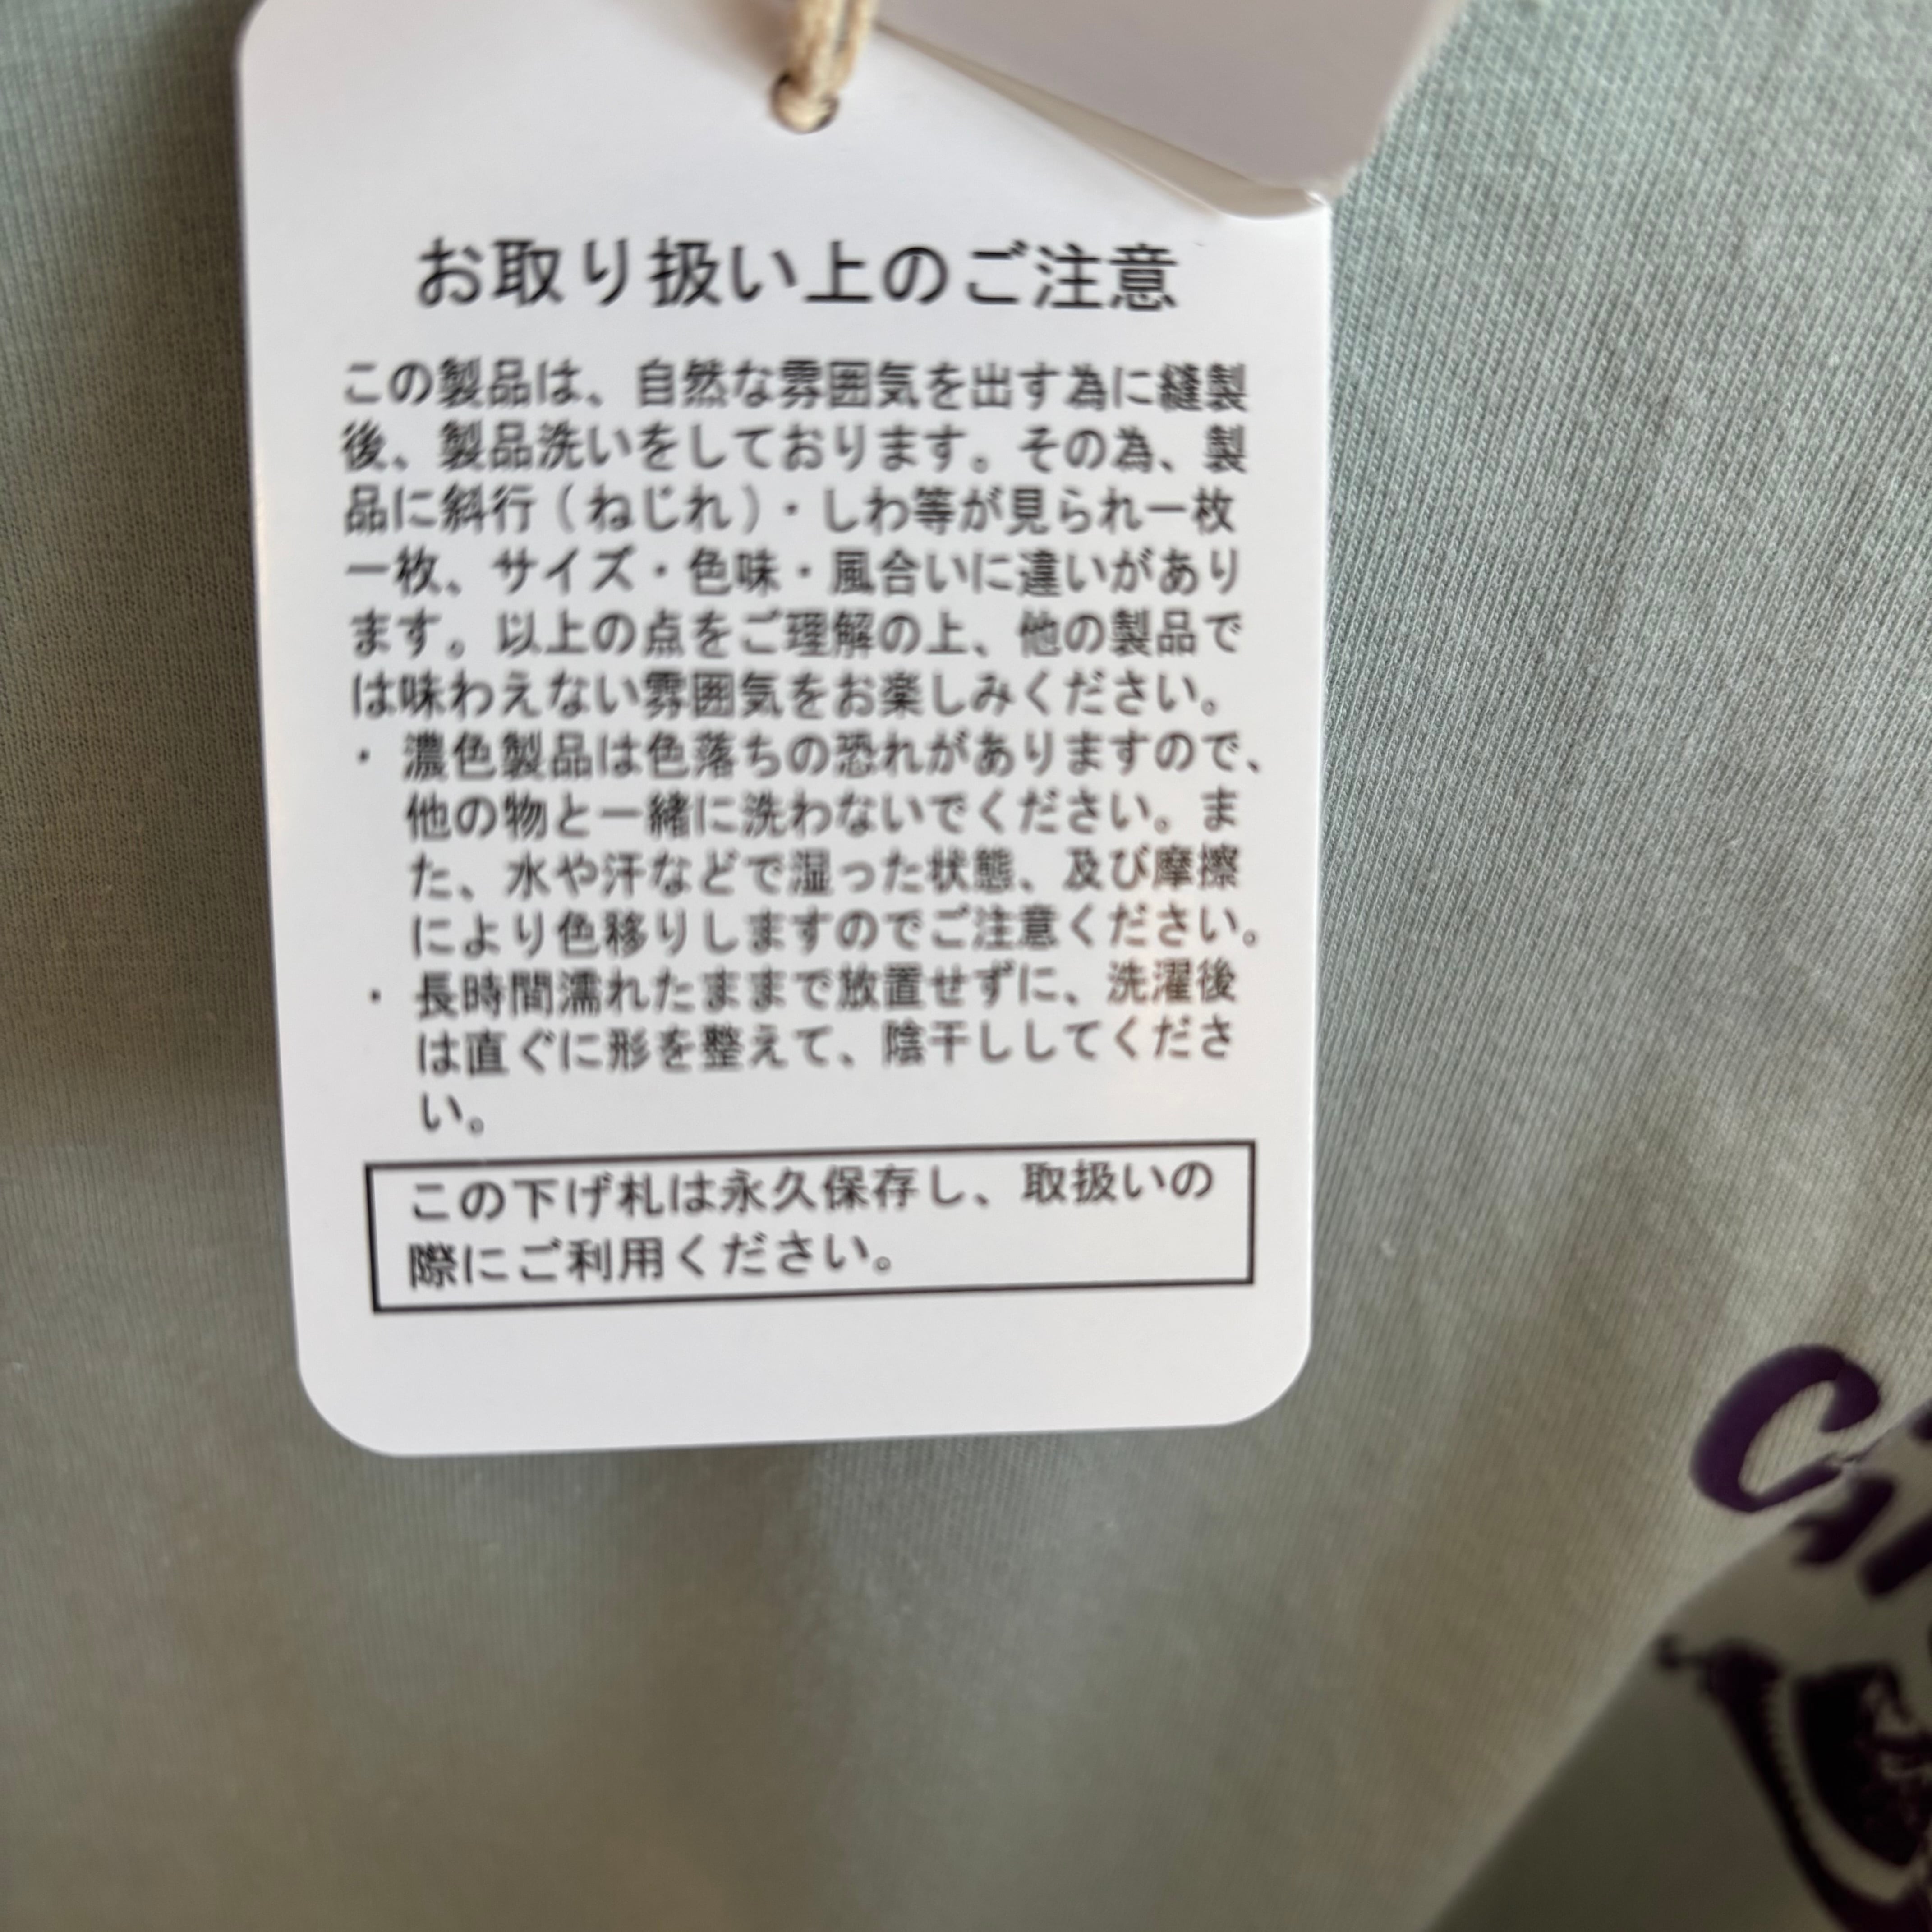 お取り扱い上のご注意
この製品は、自然な雰囲気を出す為に縫製
後、製品洗いをしております。その為、製
品に斜行（ねじれ）・しわ等が見られ一枚
一枚、サイズ・色味・風合いに違いがあり
ます。以上の点をご理解の上、他の製品で
は味わえない雰囲気をお楽しみください。
・濃色製品は色落ちの恐れがありますので、
他の物と一緒に洗わないでください。ま
た、水や汗などで湿った状態、及び摩擦
により色移りしますのでご注意ください。
・長時間濡れたままで放置せずに、洗濯後
は直ぐに形を整えて、陰干ししてくださ
い。
この下げ札は永久保存し、取扱いの
際にご利用ください。